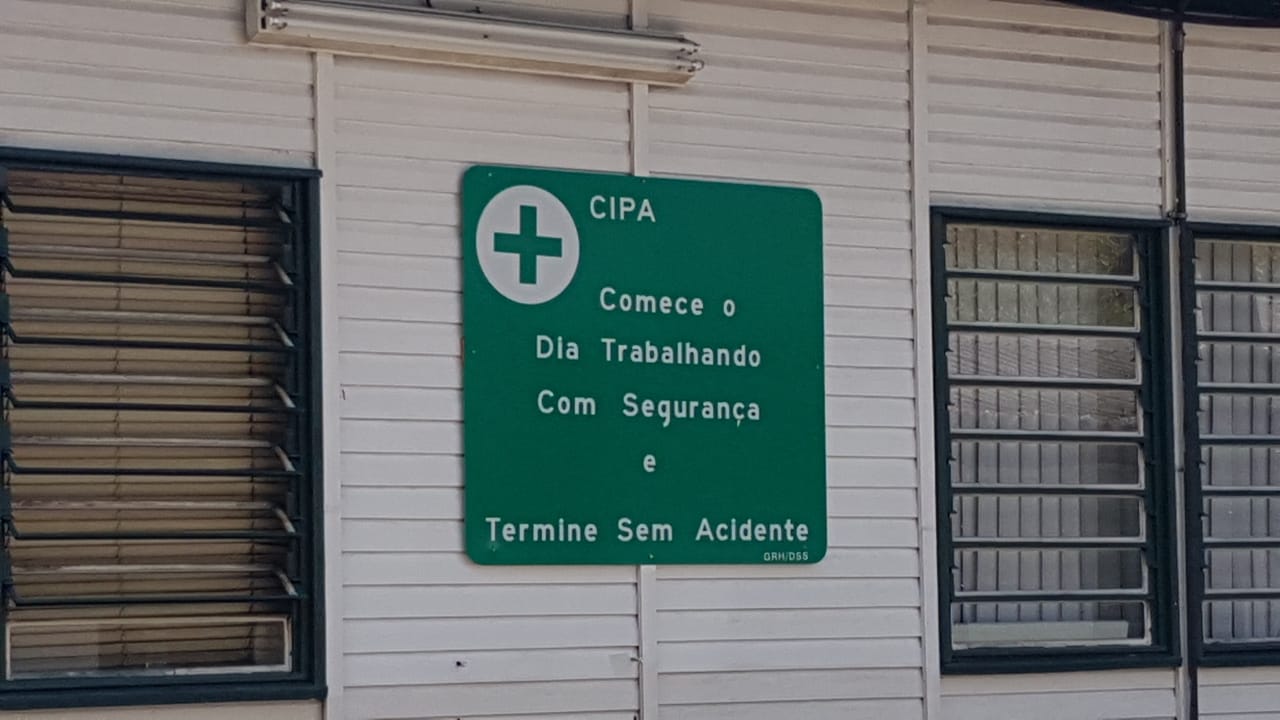 CIPA
Comece o
Dia Trabalhando
Com Segurança
e
Termine Sem Acidente
GRH/DSS